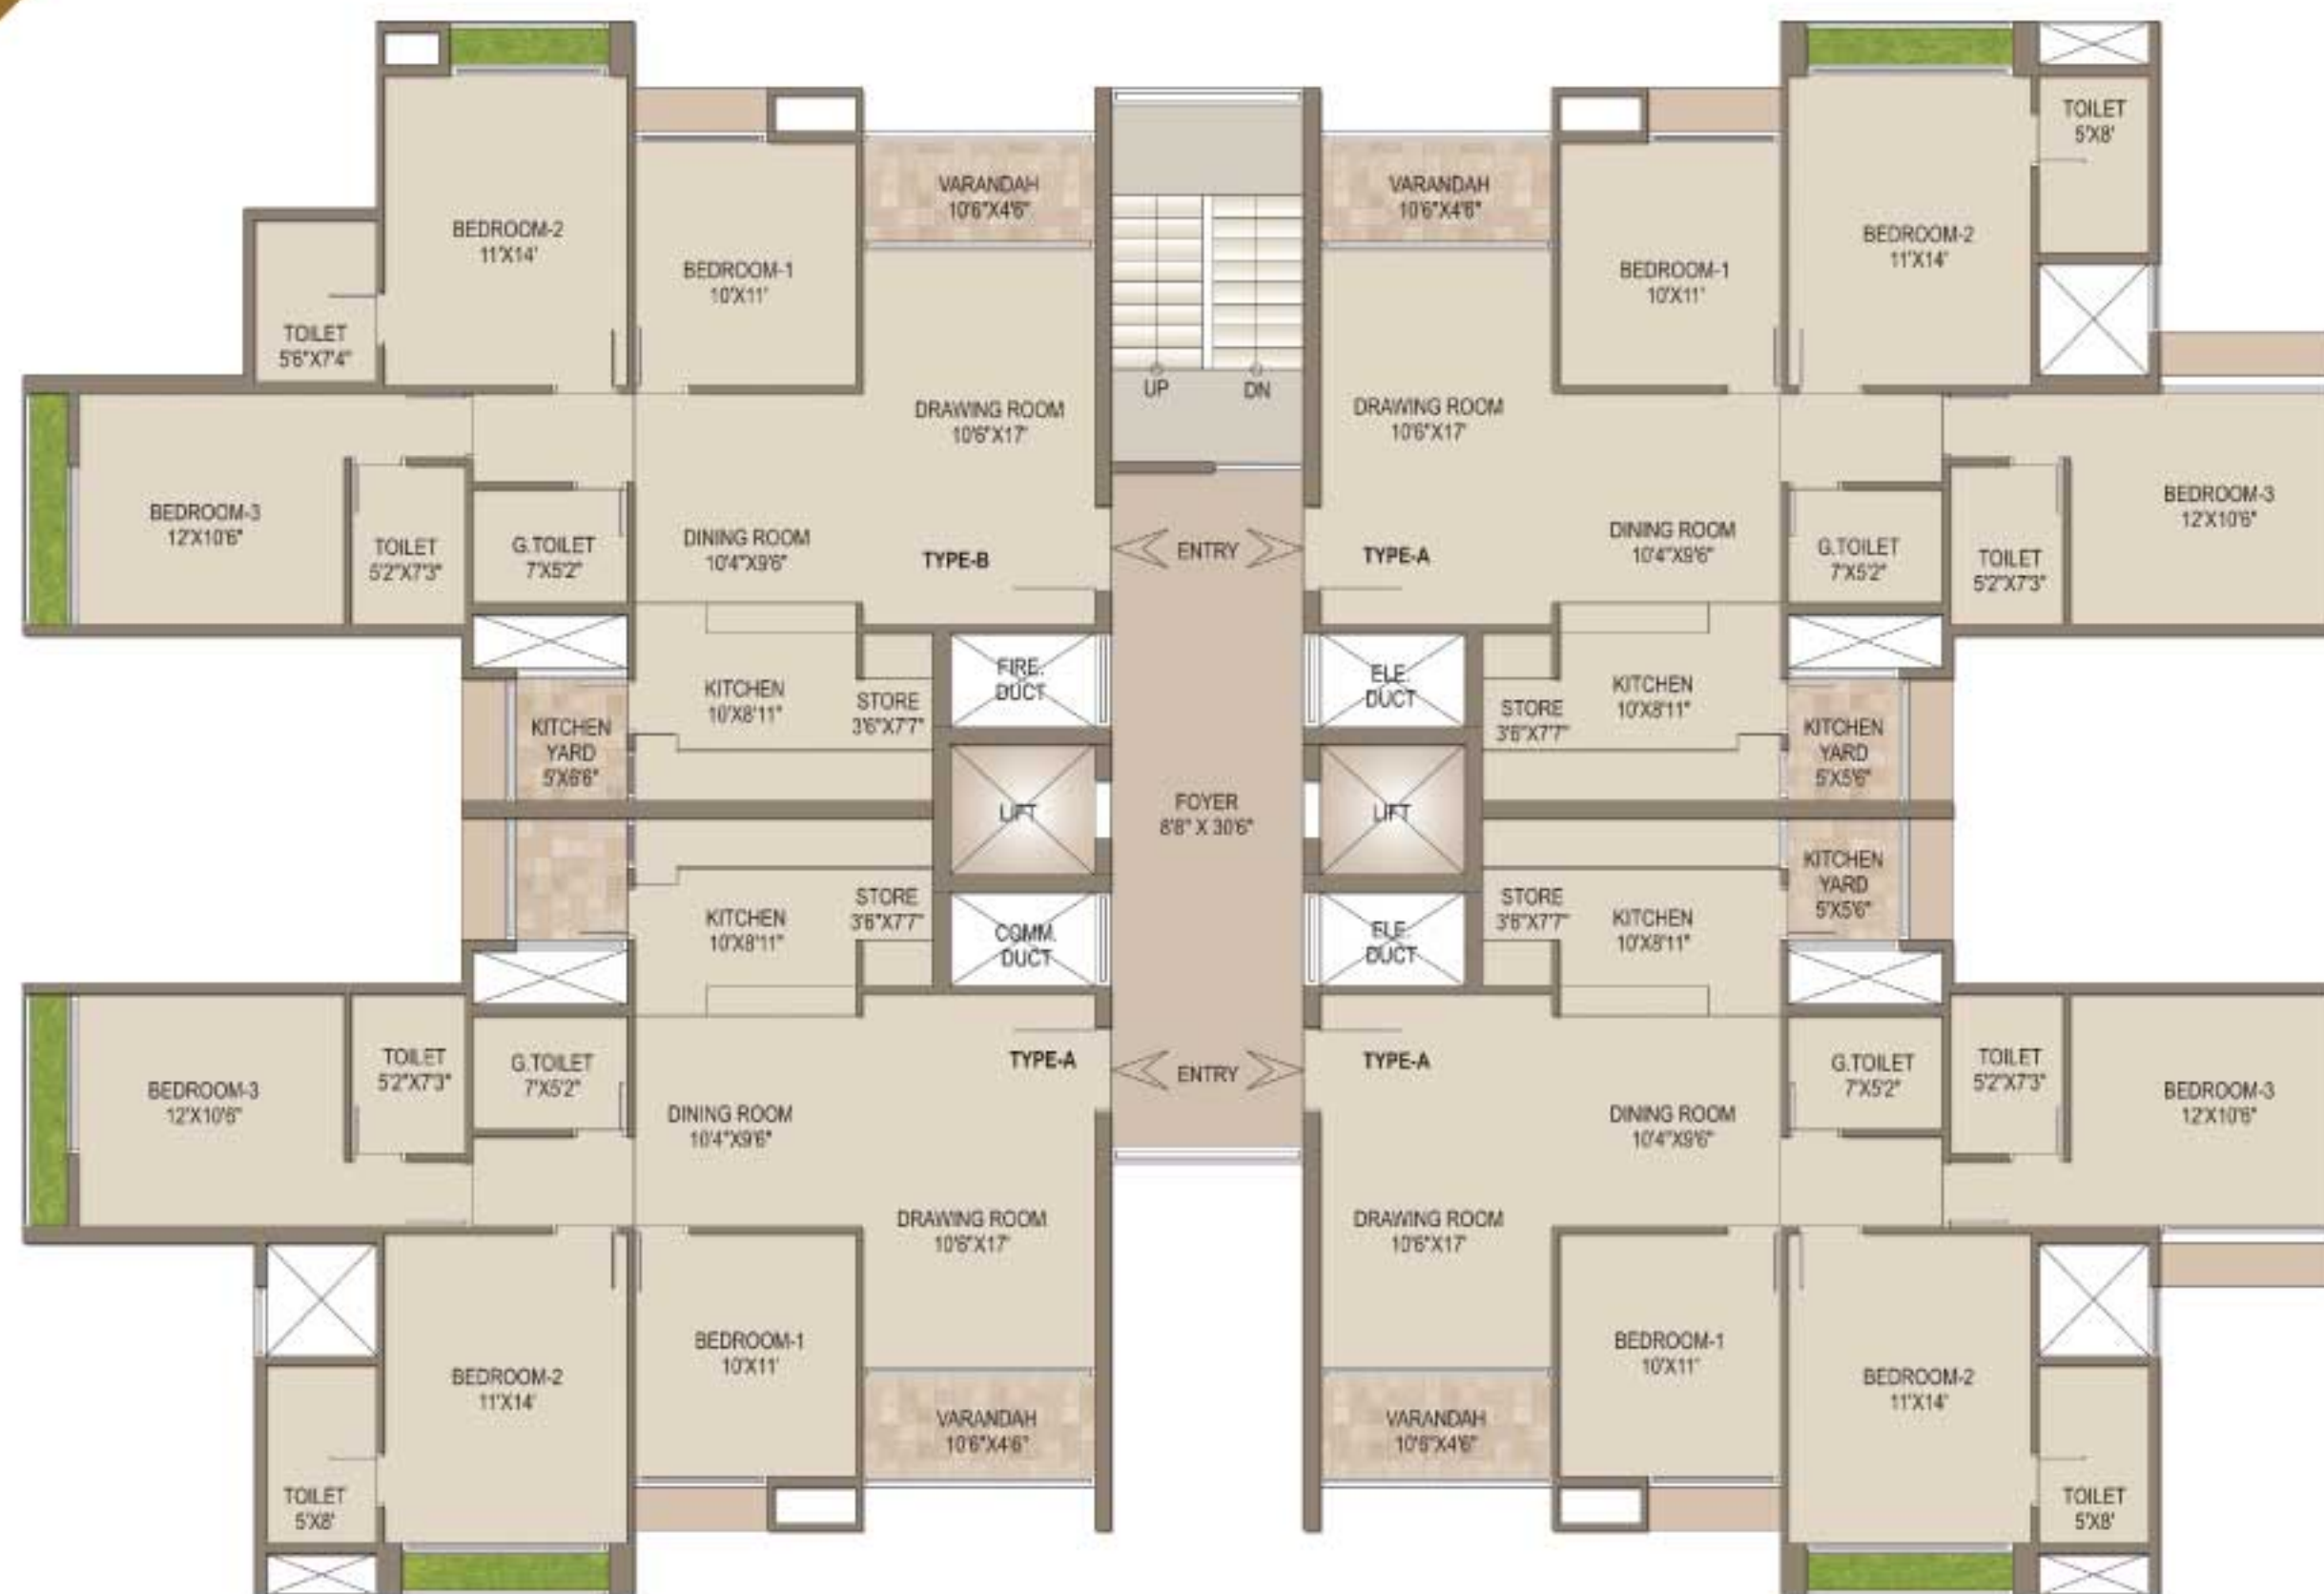 BEDROOM-2
11'X14'
TOILET
5'6"X7'4"
BEDROOM-1
10'X11'
VARANDAH
10'6"X4'6"
DRAWING ROOM
10'6"X17'
BEDROOM-3
12'X10'6"
TOILET
5'2"X7'3"
G.TOILET
7'X5'2"
DINING ROOM
10'4"X9'6"
TYPE-B
KITCHEN
10'X8'11"
STORE
3'6"X7'7"
KITCHEN
YARD
5'X6'6"
UP
DN
ENTRY
FIRE.
DUCT
LIFT
COMM.
DUCT
FOYER
8'8" X 30'6"
ELE.
DUCT
LIFT
ELE.
DUCT
ENTRY
VARANDAH
10'6"X4'6"
BEDROOM-1
10'X11'
BEDROOM-2
11'X14'
TOILET
5'X8'
DRAWING ROOM
10'6"X17'
TYPE-A
DINING ROOM
10'4"X9'6"
G.TOILET
7'X5'2"
TOILET
5'2"X7'3"
BEDROOM-3
12'X10'6"
STORE
3'6"X7'7"
KITCHEN
10'X8'11"
KITCHEN
YARD
5'X5'6"
KITCHEN
10'X8'11"
STORE
3'6"X7'7"
BEDROOM-3
12'X10'6"
TOILET
5'2"X7'3"
G.TOILET
7'X5'2"
DINING ROOM
10'4"X9'6"
TYPE-A
DRAWING ROOM
10'6"X17'
BEDROOM-1
10'X11'
BEDROOM-2
11'X14'
VARANDAH
10'6"X4'6"
TOILET
5'X8'
STORE
3'6"X7'7"
KITCHEN
10'X8'11"
KITCHEN
YARD
5'X5'6"
TYPE-A
DINING ROOM
10'4"X9'6"
G.TOILET
7'X5'2"
TOILET
5'2"X7'3"
BEDROOM-3
12'X10'6"
DRAWING ROOM
10'6"X17'
BEDROOM-1
10'X11'
BEDROOM-2
11'X14'
VARANDAH
10'6"X4'6"
TOILET
5'X8'